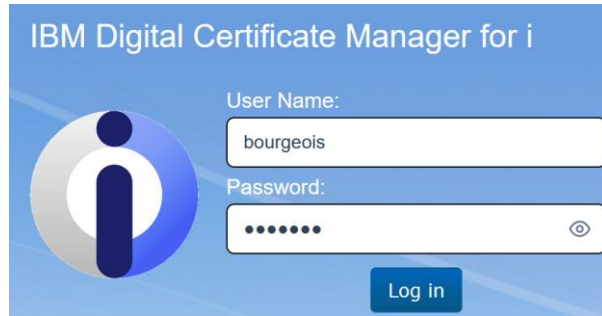 IBM Digital Certificate Manager for i
User Name:
bourgeois
Password:
•••••••
Log in